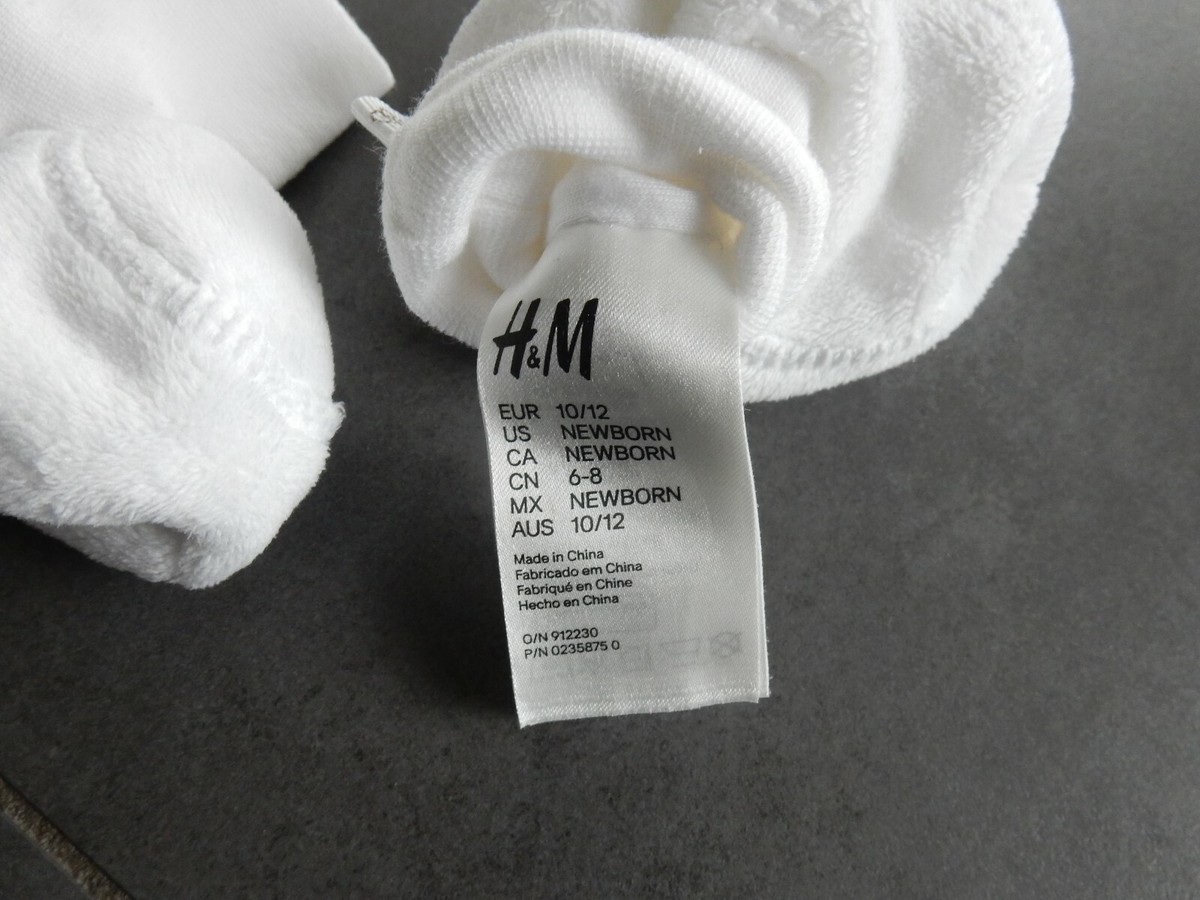 H&M
EUR 10/12
US NEWBORN
CA NEWBORN
CN 6-8
MX NEWBORN
AUS 10/12
Made in China
Fabricado em China
Fabriqué en Chine
Hecho en China
O/N 912230
P/N 0235875 0